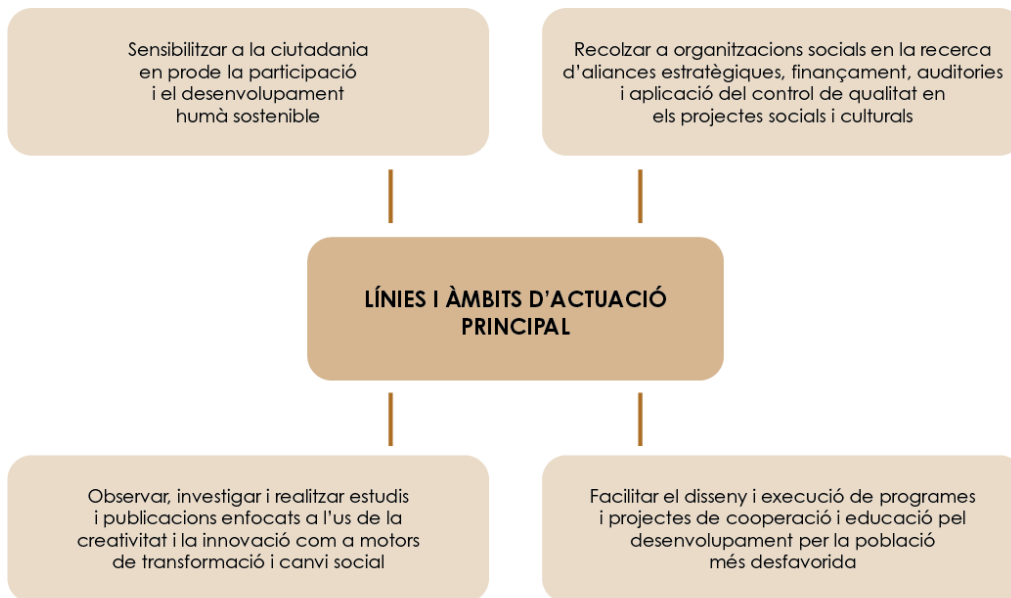 Sensibilitzar a la ciutadania
en prode la participació
i el desenvolupament
humà sostenible
Recolzar a organitzacions socials en la recerca
d'aliances estratègiques, finançament, auditories
i aplicació del control de qualitat en
els projectes socials i culturals
LÍNIES I ÀMBITS D'ACTUACIÓ
PRINCIPAL
Observar, investigar i realitzar estudis
i publicacions enfocats a l'us de la
creativitat i la innovació com a motors
de transformació i canvi social
Facilitar el disseny i execució de programes
i projectes de cooperació i educació pel
desenvolupament per la població
més desfavorida